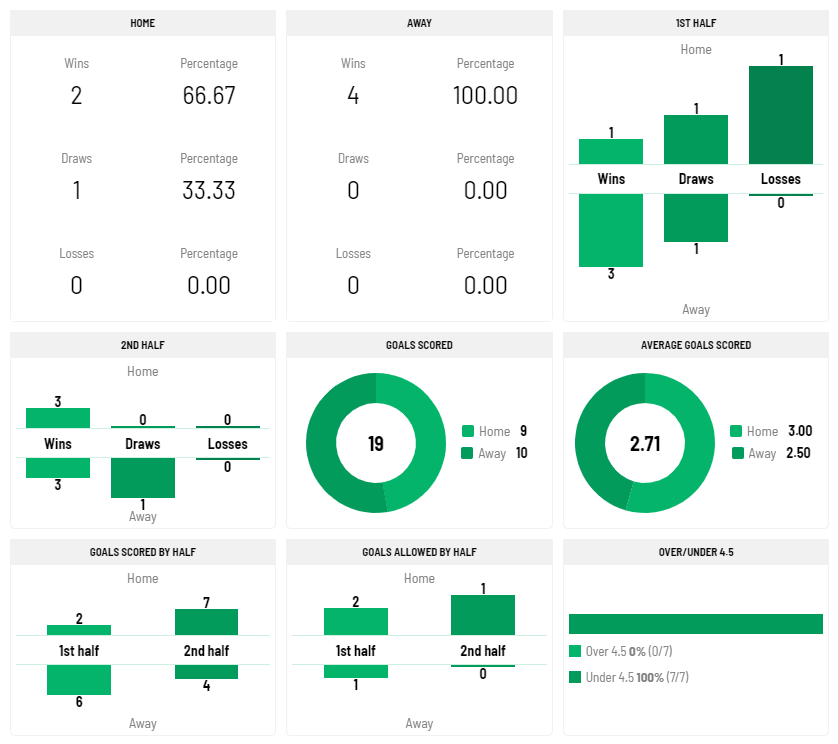 HOME
Wins Percentage
2 66.67
Draws Percentage
1 33.33
Losses Percentage
0 0.00
AWAY
Wins Percentage
4 100.00
Draws Percentage
0 0.00
Losses Percentage
0 0.00
1ST HALF
Home
1 1 1
Wins Draws Losses
3 1 0
Away
2ND HALF
Home
3 0 0
Wins Draws Losses
3 1 0
Away
GOALS SCORED
19
Home 9
Away 10
AVERAGE GOALS SCORED
2.71
Home 3.00
Away 2.50
GOALS SCORED BY HALF
Home
2 7
1st half 2nd half
6 4
Away
GOALS ALLOWED BY HALF
Home
2 1
1st half 2nd half
1 0
Away
OVER/UNDER 4.5
Over 4.5 0% (0/7)
Under 4.5 100% (7/7)